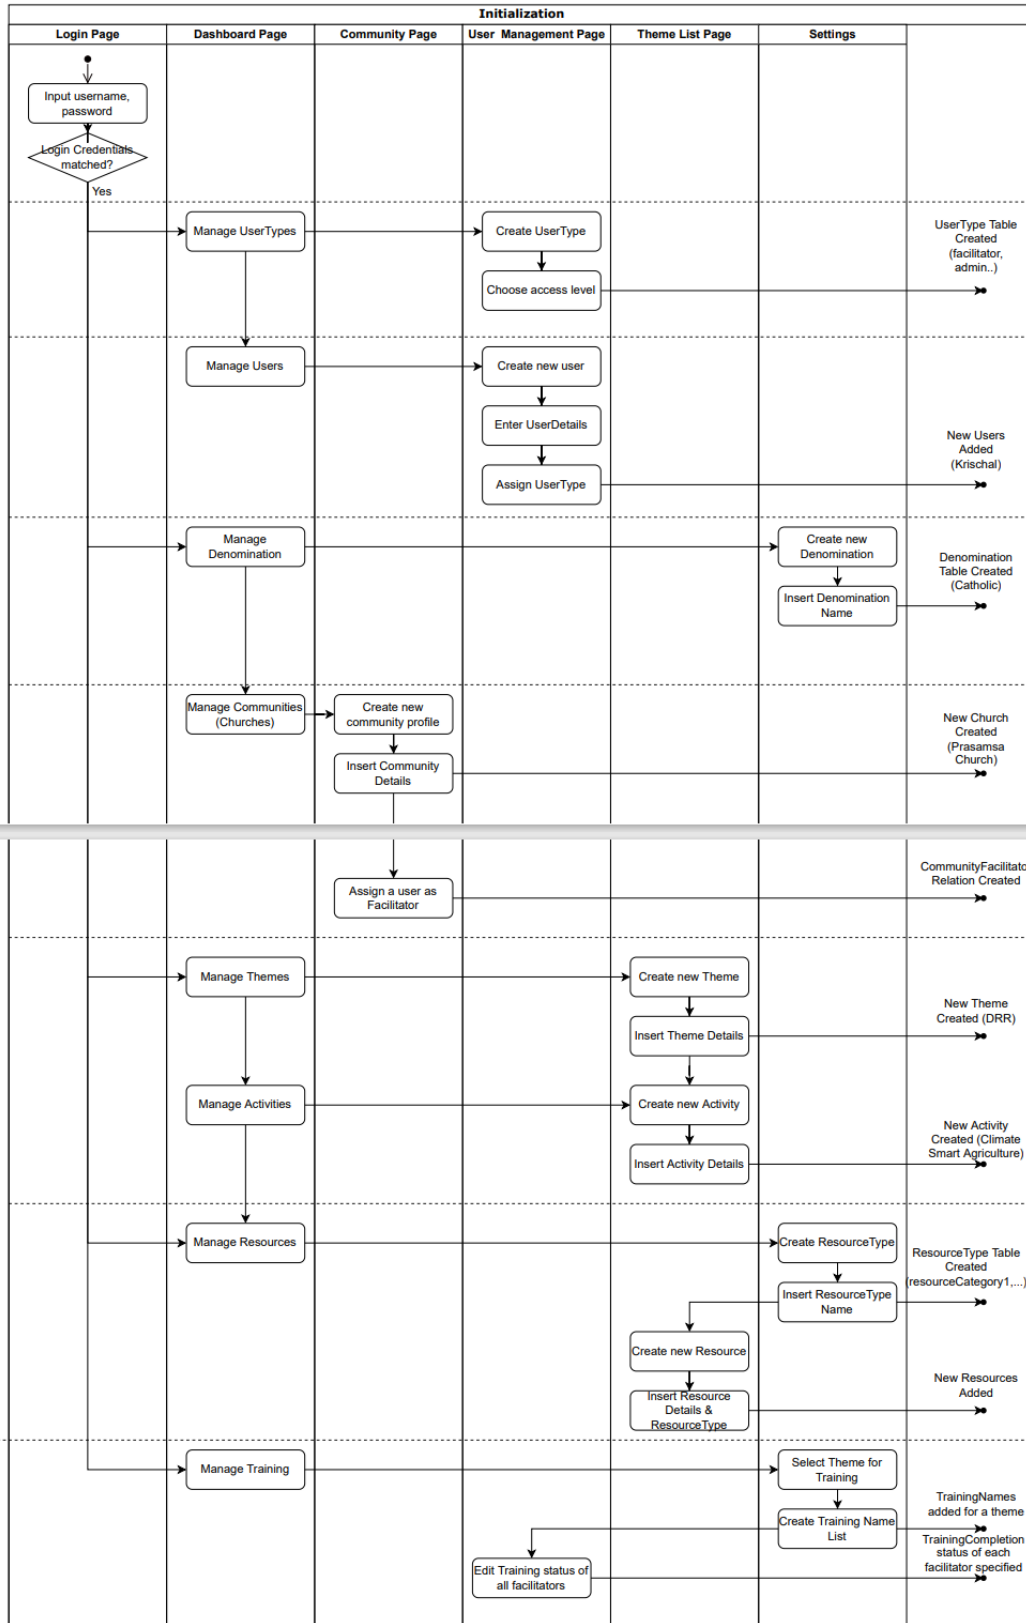 Initialization
Login Page
Dashboard Page
Community Page
User Management Page
Theme List Page
Settings
Input username,
password
Login Credentials
matched?
Yes
Manage UserTypes
Create UserType
UserType Table
Created
(facilitator,
admin..)
Choose access level
Manage Users
Create new user
Enter UserDetails
New Users
Added
(Krischal)
Assign UserType
Manage
Denomination
Create new
Denomination
Denomination
Table Created
(Catholic)
Insert Denomination
Name
Manage Communities
(Churches)
Create new
community profile
New Church
Created
(Prasamsa
Church)
Insert Community
Details
CommunityFacilitato
Relation Created
Assign a user as
Facilitator
Manage Themes
Create new Theme
New Theme
Created (DRR)
Insert Theme Details
Manage Activities
Create new Activity
New Activity
Created (Climate
Smart Agriculture)
Insert Activity Details
Manage Resources
Create ResourceType
ResourceType Table
Created
(resourceCategory1,...)
Insert ResourceType
Name
Create new Resource
New Resources
Added
Insert Resource
Details &
ResourceType
Manage Training
Select Theme for
Training
TrainingNames
added for a theme
Create Training Name
List
TrainingCompletion
status of each
facilitator specified
Edit Training status of
all facilitators